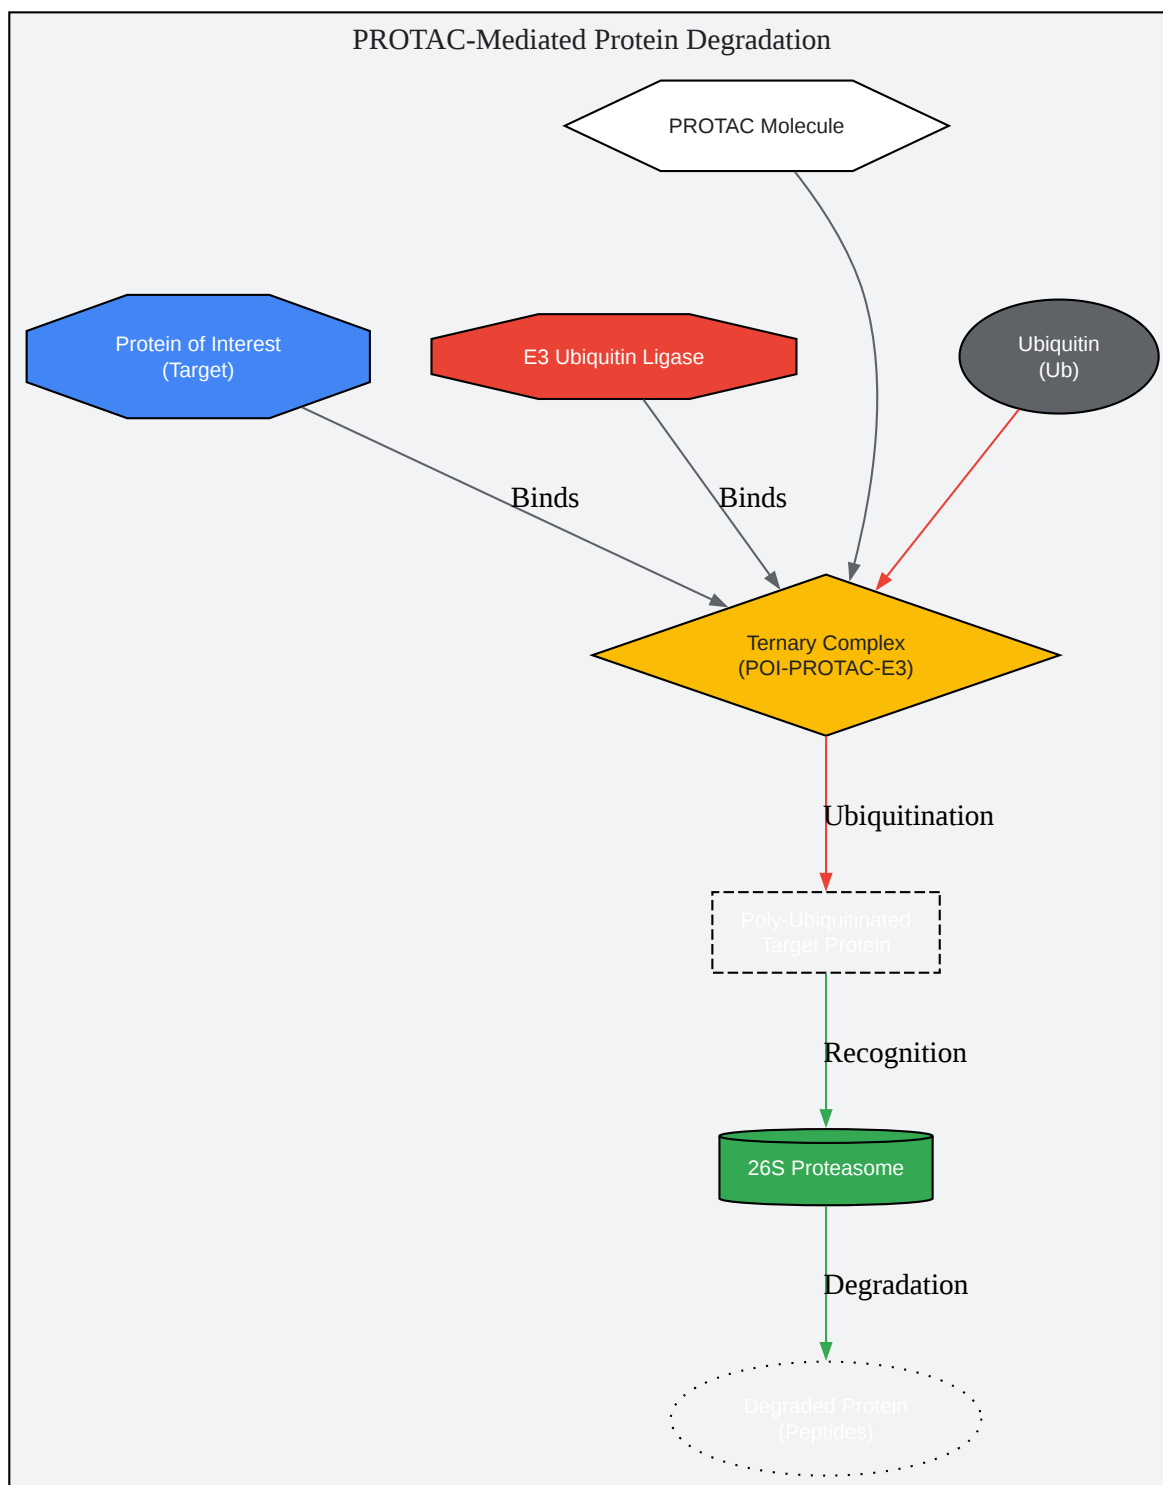 PROTAC-Mediated Protein Degradation
PROTAC Molecule
Protein of Interest
(Target)
E3 Ubiquitin Ligase
Ubiquitin
(Ub)
Binds
Binds
Ternary Complex
(POI-PROTAC-E3)
Ubiquitination
Poly-Ubiquitinated
Target Protein
Recognition
26S Proteasome
Degradation
Degraded Protein
(Peptides)